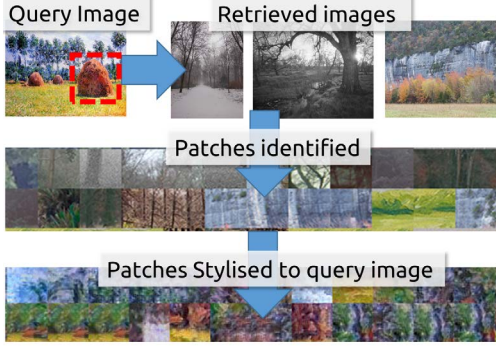 Query Image
Retrieved images
Patches identified
Patches Stylised to query image